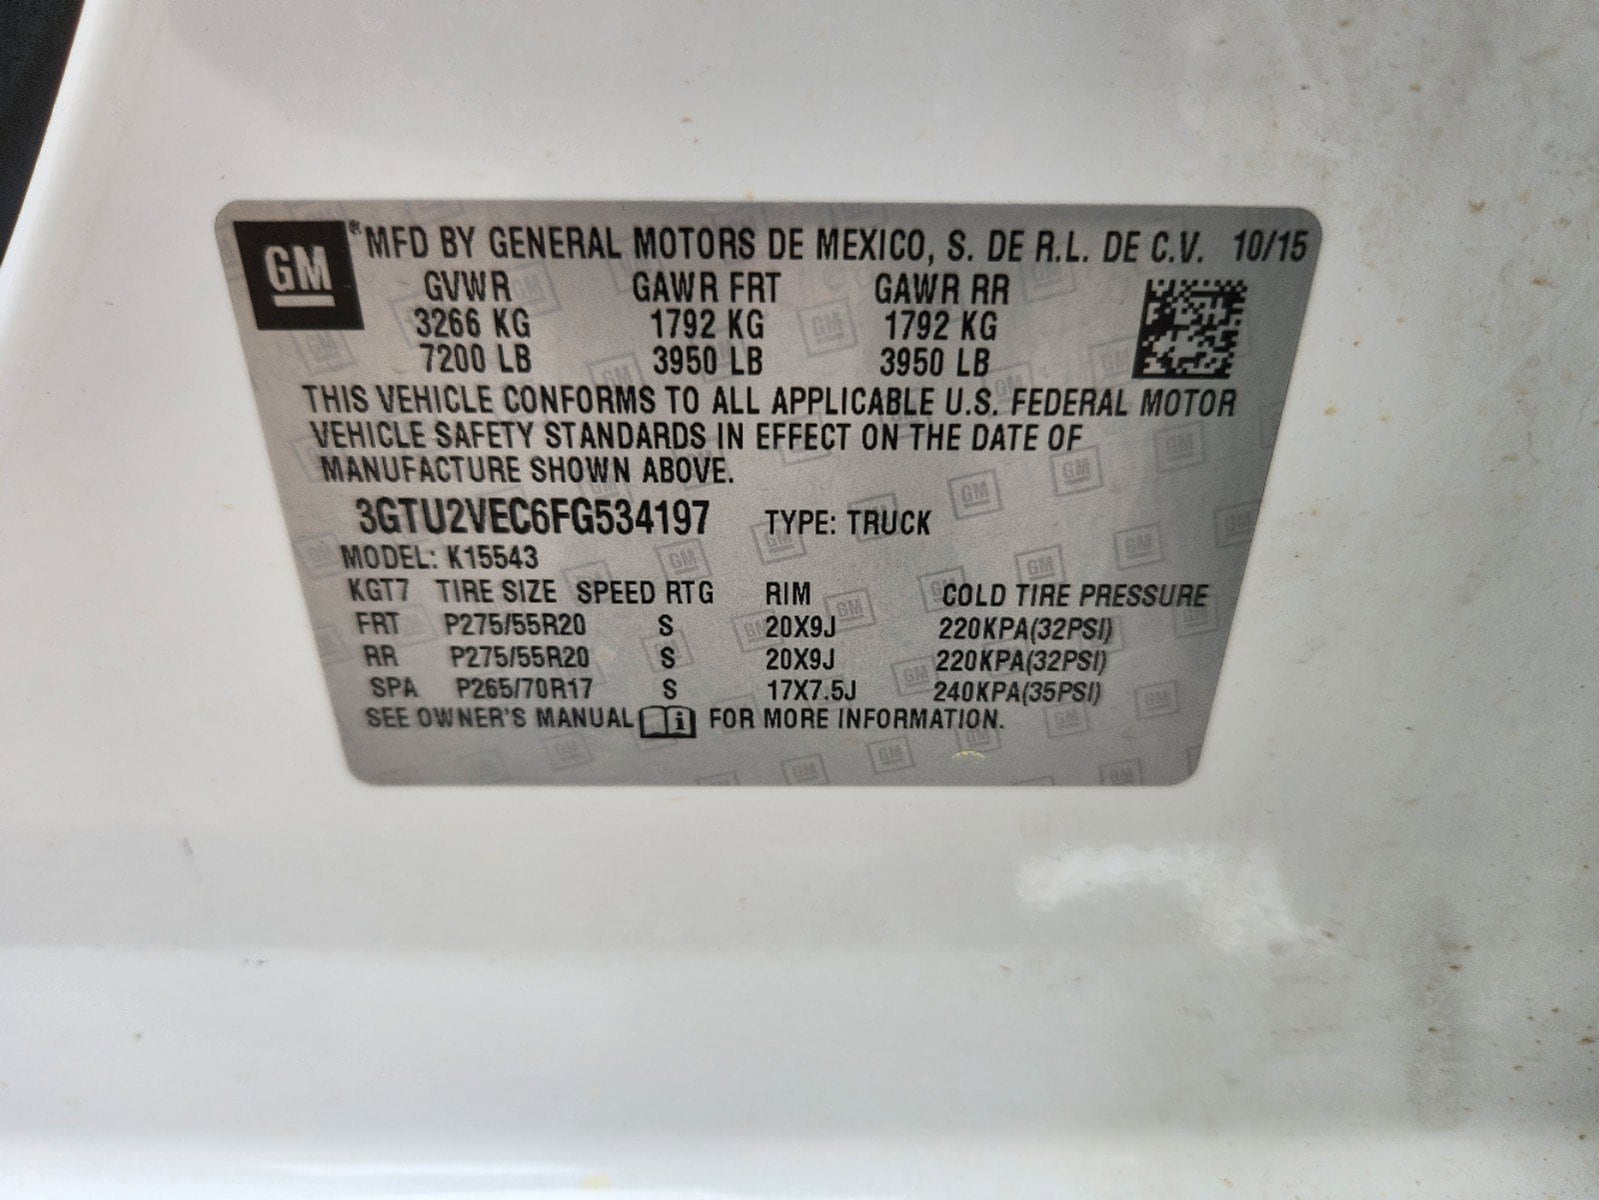 GM ® MFD BY GENERAL MOTORS DE MEXICO, S. DE R.L. DE C.V. 10/15
GVWR GAWR FRT GAWR RR
3266 KG 1792 KG 1792 KG
7200 LB 3950 LB 3950 LB
THIS VEHICLE CONFORMS TO ALL APPLICABLE U.S. FEDERAL MOTOR
VEHICLE SAFETY STANDARDS IN EFFECT ON THE DATE OF
MANUFACTURE SHOWN ABOVE.
3GTU2VEC6FG534197 TYPE: TRUCK
MODEL: K15543
KGT7 TIRE SIZE SPEED RTG RIM COLD TIRE PRESSURE
FRT P275/55R20 S 20X9J 220KPA(32PSI)
RR P275/55R20 S 20X9J 220KPA(32PSI)
SPA P265/70R17 S 17X7.5J 240KPA(35PSI)
SEE OWNER'S MANUAL i FOR MORE INFORMATION.